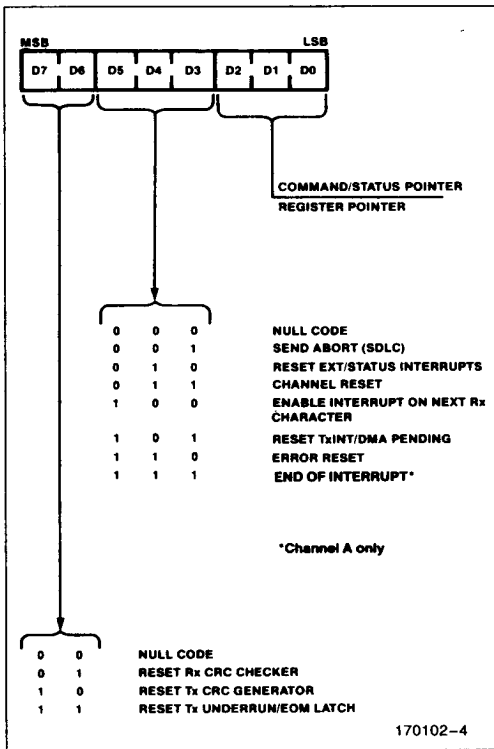 MSB LSB
D7 D6 D5 D4 D3 D2 D1 D0
COMMAND/STATUS POINTER
REGISTER POINTER
0 0 0 NULL CODE
0 0 1 SEND ABORT (SDLC)
0 1 0 RESET EXT/STATUS INTERRUPTS
0 1 1 CHANNEL RESET
1 0 0 ENABLE INTERRUPT ON NEXT Rx
CHARACTER
1 0 1 RESET TxINT/DMA PENDING
1 1 0 ERROR RESET
1 1 1 END OF INTERRUPT*
*Channel A only
0 0 NULL CODE
0 1 RESET Rx CRC CHECKER
1 0 RESET Tx CRC GENERATOR
1 1 RESET Tx UNDERRUN/EOM LATCH
170102-4